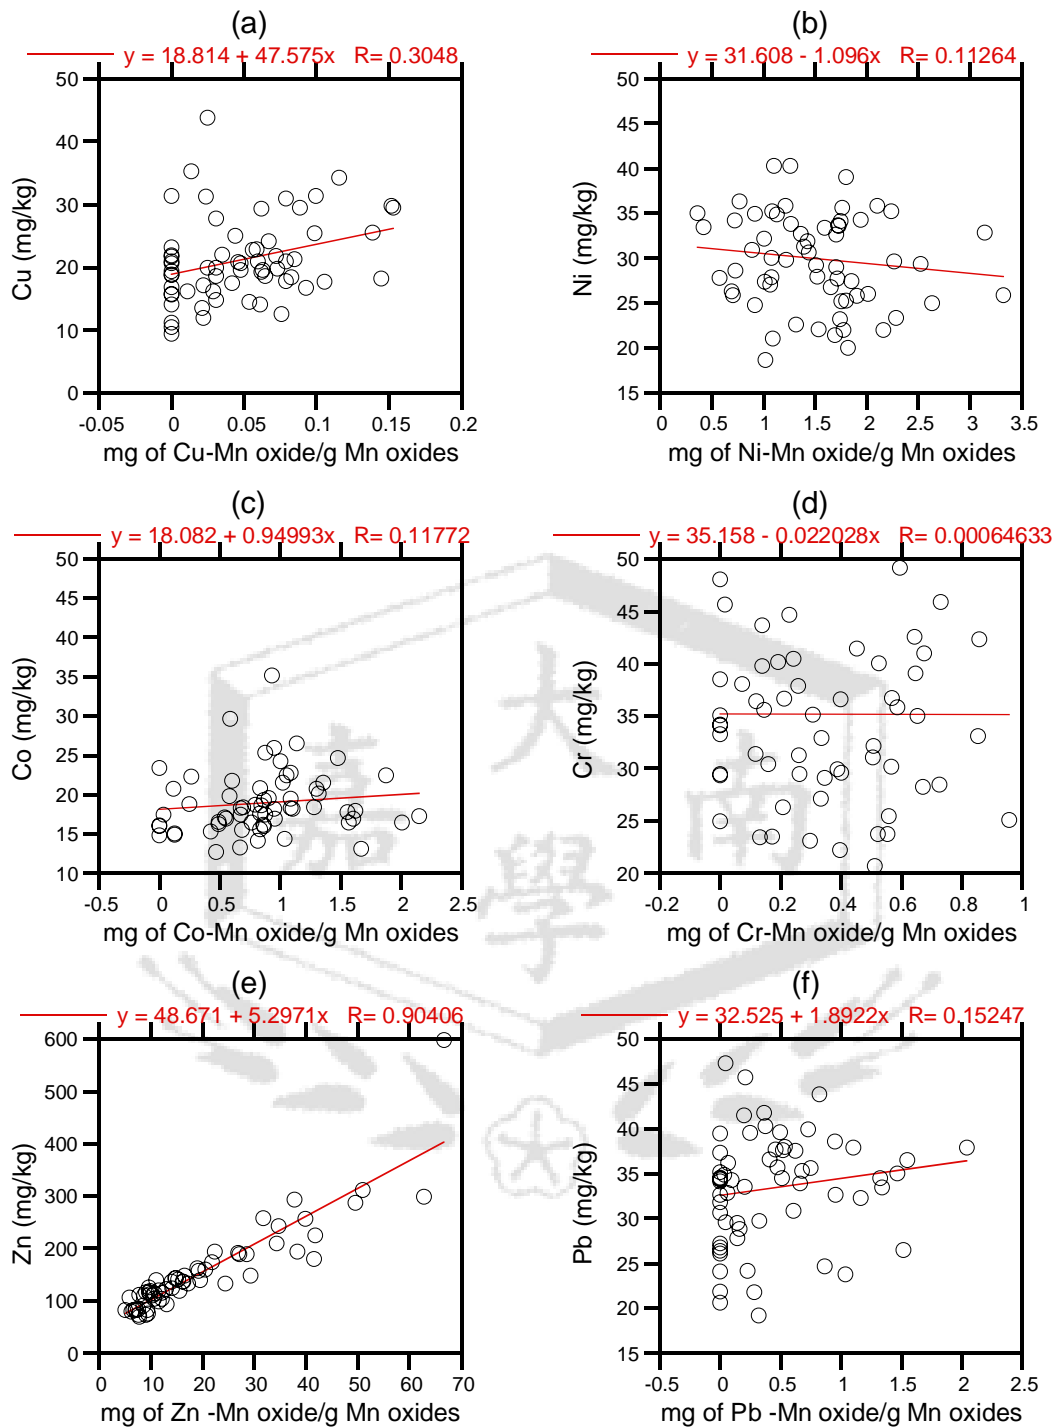 (a)
y = 18.814 + 47.575x R= 0.3048
50
40
30
20
10
0
Cu (mg/kg)
-0.05 0 0.05 0.1 0.15 0.2
mg of Cu-Mn oxide/g Mn oxides
(b)
y = 31.608 - 1.096x R= 0.11264
50
45
40
35
30
25
20
15
Ni (mg/kg)
0 0.5 1 1.5 2 2.5 3 3.5
mg of Ni-Mn oxide/g Mn oxides
(c)
y = 18.082 + 0.94993x R= 0.11772
50
45
40
35
30
25
20
15
10
Co (mg/kg)
-0.5 0 0.5 1 1.5 2 2.5
mg of Co-Mn oxide/g Mn oxides
(d)
y = 35.158 - 0.022028x R= 0.00064633
50
45
40
35
30
25
20
Cr (mg/kg)
-0.2 0 0.2 0.4 0.6 0.8 1
mg of Cr-Mn oxide/g Mn oxides
(e)
y = 48.671 + 5.2971x R= 0.90406
600
500
400
300
200
100
0
Zn (mg/kg)
0 10 20 30 40 50 60 70
mg of Zn -Mn oxide/g Mn oxides
(f)
y = 32.525 + 1.8922x R= 0.15247
50
45
40
35
30
25
20
15
Pb (mg/kg)
-0.5 0 0.5 1 1.5 2 2.5
mg of Pb -Mn oxide/g Mn oxides
大
嘉 南
學